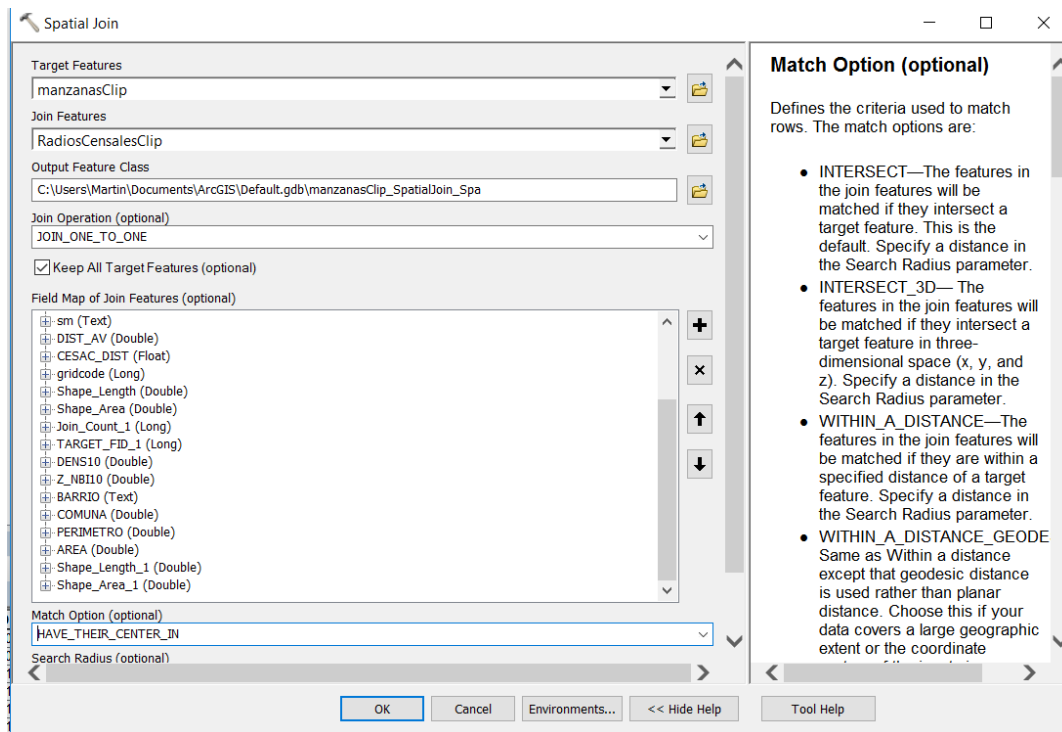 Spatial Join
Target Features
manzanasClip
Join Features
RadiosCensalesClip
Output Feature Class
C:\Users\Martin\Documents\ArcGIS\Default.gdb\manzanasClip_SpatialJoin_Spa
Join Operation (optional)
JOIN_ONE_TO_ONE
Keep All Target Features (optional)
Field Map of Join Features (optional)
sm (Text)
DIST_AV (Double)
CESAC_DIST (Float)
gridcode (Long)
Shape_Length (Double)
Shape_Area (Double)
Join_Count_1 (Long)
TARGET_FID_1 (Long)
DENS10 (Double)
Z_NBI10 (Double)
BARRIO (Text)
COMUNA (Double)
PERIMETRO (Double)
AREA (Double)
Shape_Length_1 (Double)
Shape_Area_1 (Double)
Match Option (optional)
HAVE_THEIR_CENTER_IN
Search Radius (optional)
OK
Cancel
Environments...
<< Hide Help
Tool Help
Match Option (optional)
Defines the criteria used to match
rows. The match options are:
• INTERSECT—The features in
the join features will be
matched if they intersect a
target feature. This is the
default. Specify a distance in
the Search Radius parameter.
• INTERSECT_3D— The
features in the join features will
be matched if they intersect a
target feature in three-
dimensional space (x, y, and
z). Specify a distance in the
Search Radius parameter.
• WITHIN_A_DISTANCE—The
features in the join features will
be matched if they are within a
specified distance of a target
feature. Specify a distance in
the Search Radius parameter.
• WITHIN_A_DISTANCE_GEODE
Same as Within a distance
except that geodesic distance
is used rather than planar
distance. Choose this if your
data covers a large geographic
extent or the coordinate